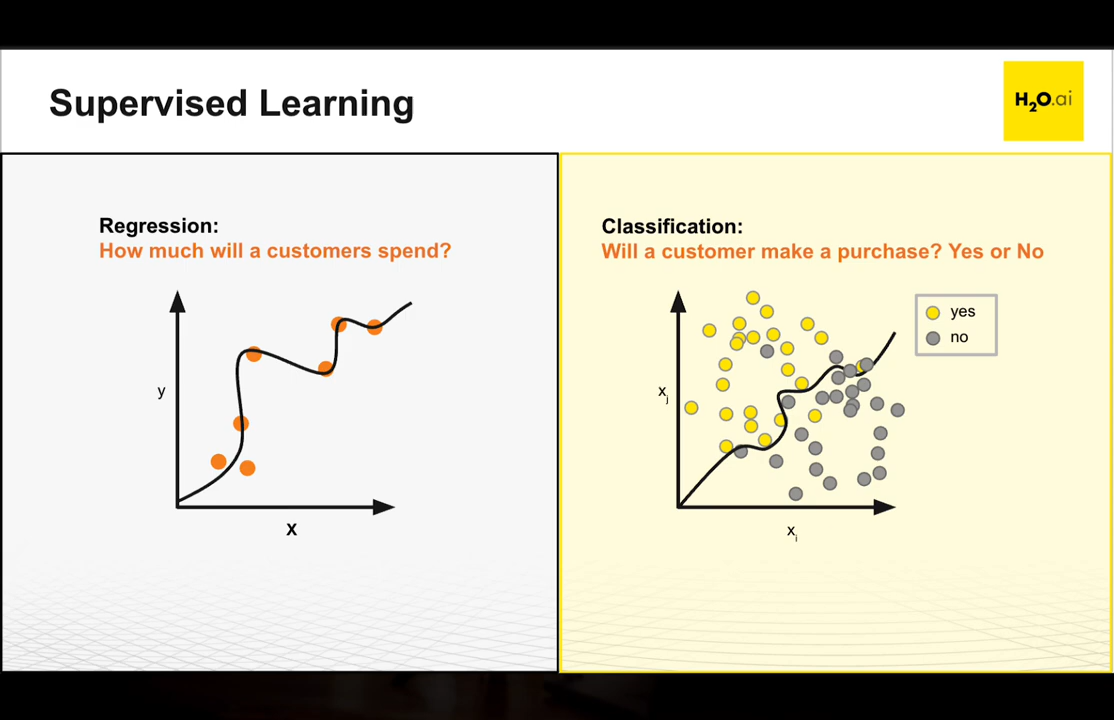 Supervised Learning
H2O.ai
Regression:
How much will a customers spend?
y
x
Classification:
Will a customer make a purchase? Yes or No
yes
no
xj
xi